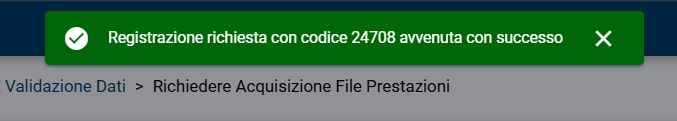 Registrazione richiesta con codice 24708 avvenuta con successo
Validazione Dati > Richiedere Acquisizione File Prestazioni